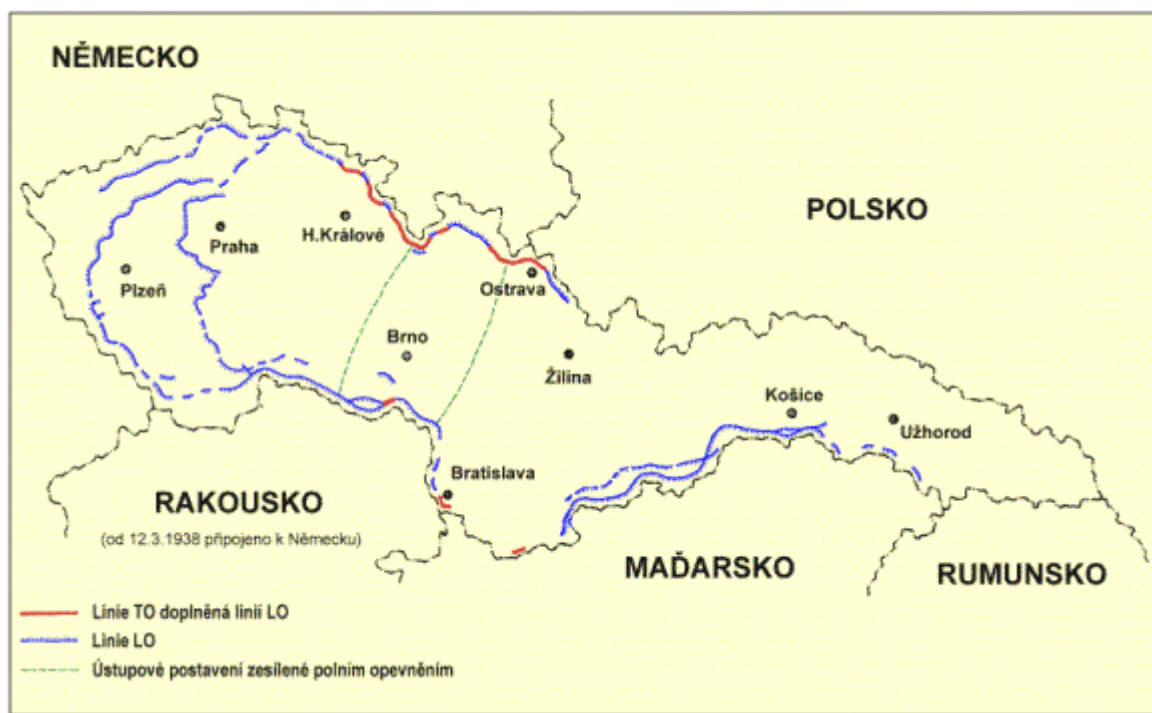 NĚMECKO
POLSKO
H.Králové
Praha
Plzeň
Ostrava
Brno
Žilina
Košice
Užhorod
Bratislava
RAKOUSKO
(od 12.3.1938 připojeno k Německu)
MAĎARSKO
RUMUNSKO
Linie TO doplněná linií LO
Linie LO
Ústupové postavení zesílené polním opevněním